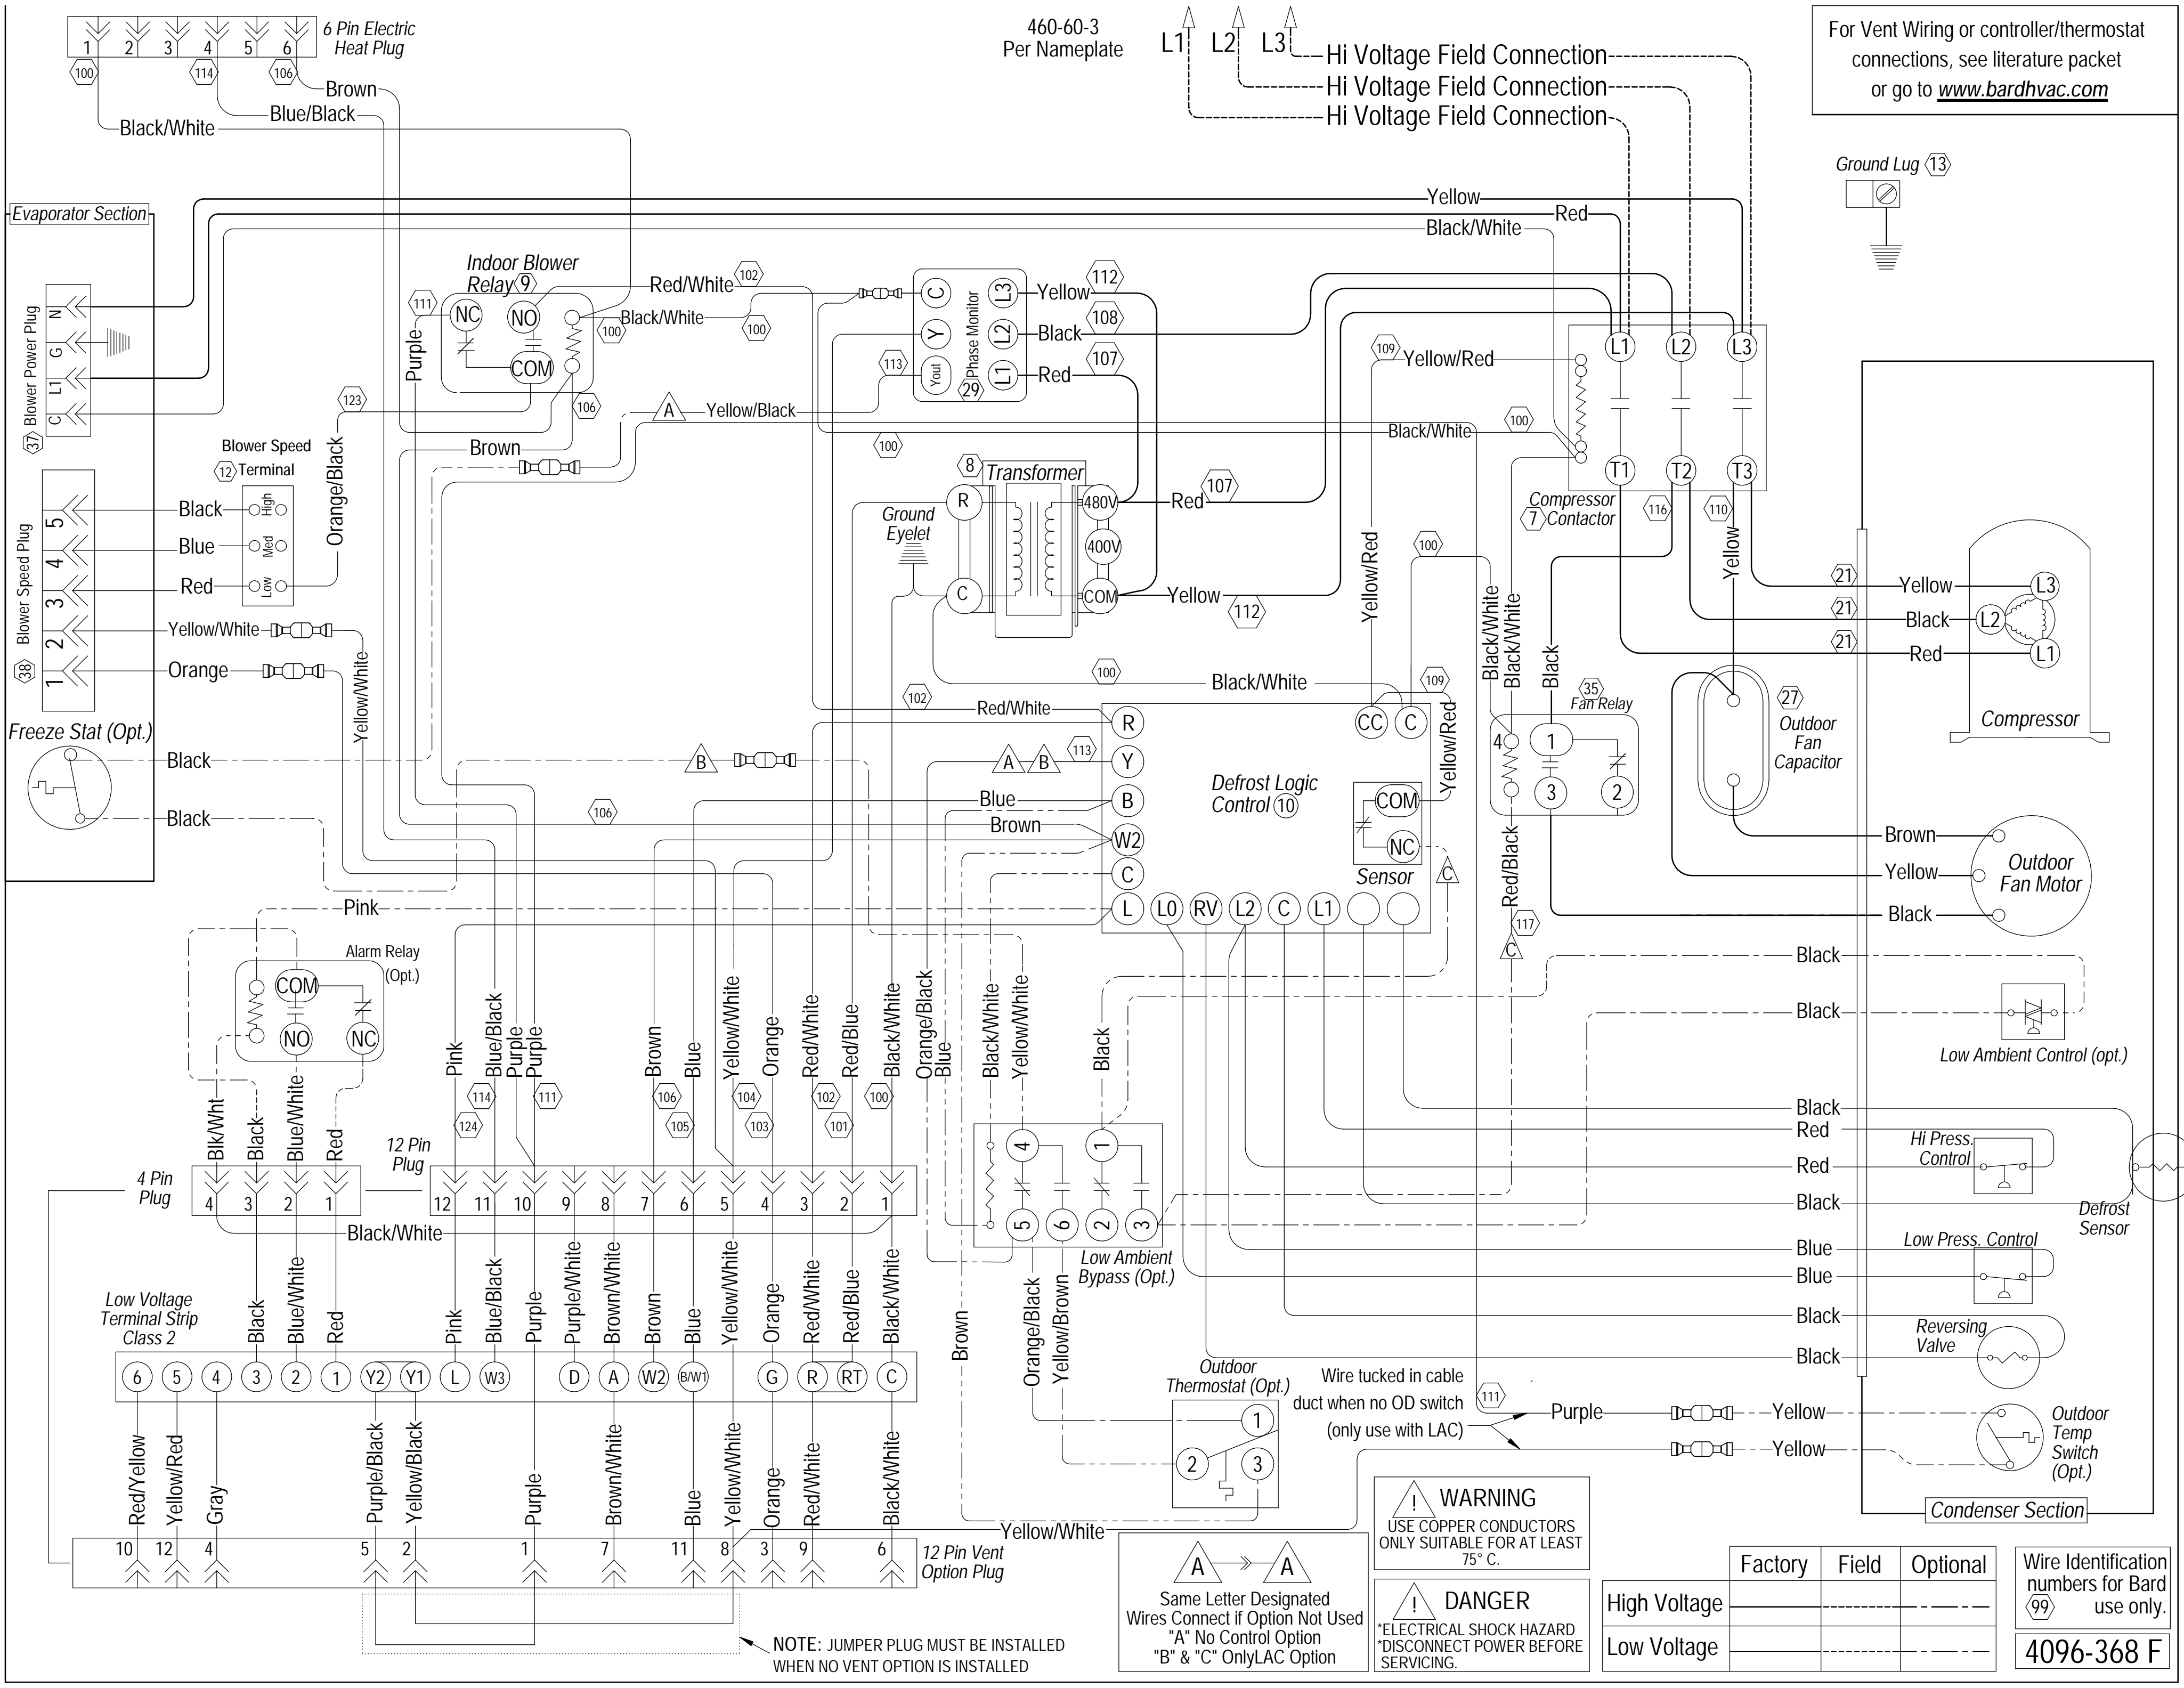 6 Pin Electric
Heat Plug
1 2 3 4 5 6
100 114 106
Brown
Blue/Black
Black/White
460-60-3
Per Nameplate
L1 L2 L3
Hi Voltage Field Connection
Hi Voltage Field Connection
Hi Voltage Field Connection
For Vent Wiring or controller/thermostat
connections, see literature packet
or go to www.bardhvac.com
Ground Lug 13
Evaporator Section
Yellow
Red
Black/White
37 Blower Power Plug
N
G
L1
C
Indoor Blower
Relay 9
111
NC
NO
COM
100
106
Purple
Red/White 102
Black/White
100
C
Y
Yout
Phase Monitor
29
L3
L2
L1
113
Yellow 112
Black 108
Red 107
109 Yellow/Red
L1 L2 L3
T1 T2 T3
Compressor
7 Contactor
116
110
123
Orange/Black
A
Yellow/Black
100
Black/White
100
Brown
Blower Speed
12 Terminal
High
Med
Low
38 Blower Speed Plug
5
4
3
2
1
Black
Blue
Red
Yellow/White
Orange
Yellow/White
8 Transformer
R
C
480V
400V
COM
Ground
Eyelet
Red 107
Yellow 112
Yellow/Red
100
Black/White
Black/White
Black
Yellow
21 Yellow
21 Black
21 Red
L3
L2
L1
Compressor
100
Black/White
109
102
Red/White
35
Fan Relay
4
1
3
2
27
Outdoor
Fan
Capacitor
Freeze Stat (Opt.)
Black
Black
B
A
B
113
106
Blue
Brown
R
Y
B
W2
C
L L0 RV L2 C L1
CC C
Yellow/Red
Defrost Logic
Control 10
COM
NC
Sensor
C
Red/Black
117
C
Brown
Yellow
Black
Outdoor
Fan Motor
Pink
Alarm Relay
(Opt.)
COM
NO
NC
Black
Black
Low Ambient Control (opt.)
Blk/Wht
Black
Blue/White
Red
Pink
Blue/Black
Purple
Purple
Brown
Blue
Yellow/White
Orange
Red/White
Red/Blue
Black/White
Orange/Black
Blue
Black/White
Yellow/White
Black
124
114
111
106
105
104
103
102
101
100
4 Pin
Plug
4 3 2 1
12 Pin
Plug
12 11 10 9 8 7 6 5 4 3 2 1
Black/White
4
1
5
6
2
3
Low Ambient
Bypass (Opt.)
Black
Red
Hi Press.
Control
Red
Black
Defrost
Sensor
Blue
Low Press. Control
Blue
Black
Reversing
Valve
Black
Low Voltage
Terminal Strip
Class 2
Black
Blue/White
Red
Pink
Blue/Black
Purple
Purple/White
Brown/White
Brown
Blue
Yellow/White
Orange
Red/White
Red/Blue
Black/White
6 5 4 3 2 1 Y2 Y1 L W3 D A W2 B/W1 G R RT C
Brown
Orange/Black
Yellow/Brown
Outdoor
Thermostat (Opt.)
1
2
3
Wire tucked in cable
duct when no OD switch
(only use with LAC)
111
Purple
Yellow
Yellow
Outdoor
Temp
Switch
(Opt.)
Condenser Section
Red/Yellow
Yellow/Red
Gray
Purple/Black
Yellow/Black
Purple
Brown/White
Blue
Yellow/White
Orange
Red/White
Black/White
Yellow/White
10 12 4 5 2 1 7 11 8 3 9 6
12 Pin Vent
Option Plug
NOTE: JUMPER PLUG MUST BE INSTALLED
WHEN NO VENT OPTION IS INSTALLED
A A
Same Letter Designated
Wires Connect if Option Not Used
"A" No Control Option
"B" & "C" OnlyLAC Option
! WARNING
USE COPPER CONDUCTORS
ONLY SUITABLE FOR AT LEAST
75° C.
! DANGER
*ELECTRICAL SHOCK HAZARD
*DISCONNECT POWER BEFORE
SERVICING.
Factory Field Optional
High Voltage
Low Voltage
Wire Identification
numbers for Bard
99 use only.
4096-368 F